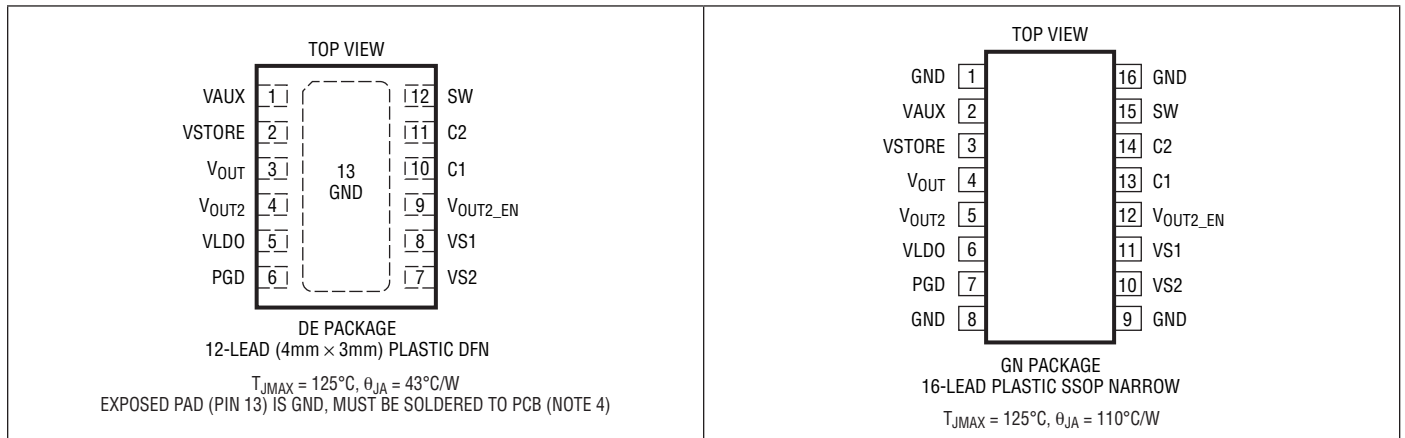 TOP VIEW
VAUX 1 12 SW
VSTORE 2 11 C2
VOUT 3 10 C1
VOUT2 4 9 VOUT2_EN
VLDO 5 8 VS1
PGD 6 7 VS2
13
GND
DE PACKAGE
12-LEAD (4mm × 3mm) PLASTIC DFN
TJMAX = 125°C, θJA = 43°C/W
EXPOSED PAD (PIN 13) IS GND, MUST BE SOLDERED TO PCB (NOTE 4)
TOP VIEW
GND 1 16 GND
VAUX 2 15 SW
VSTORE 3 14 C2
VOUT 4 13 C1
VOUT2 5 12 VOUT2_EN
VLDO 6 11 VS1
PGD 7 10 VS2
GND 8 9 GND
GN PACKAGE
16-LEAD PLASTIC SSOP NARROW
TJMAX = 125°C, θJA = 110°C/W